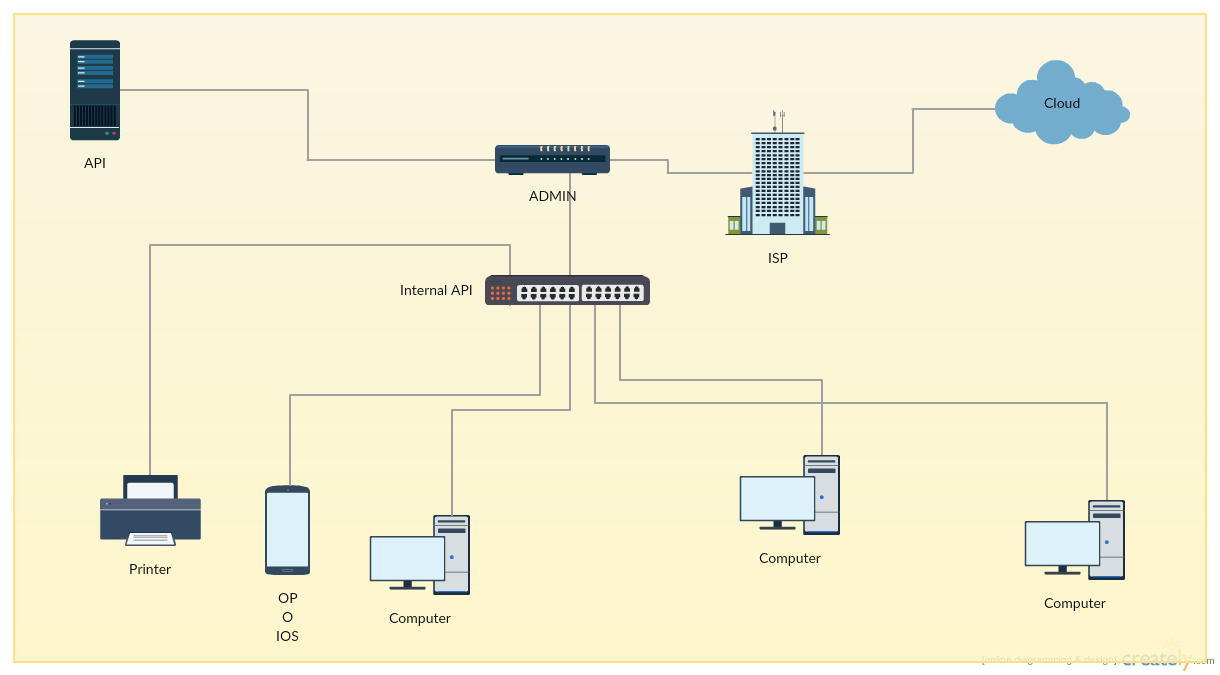 Cloud
API
ADMIN
ISP
Internal API
Printer
OP
O
IOS
Computer
Computer
Computer
[online diagramming & design] creately.com